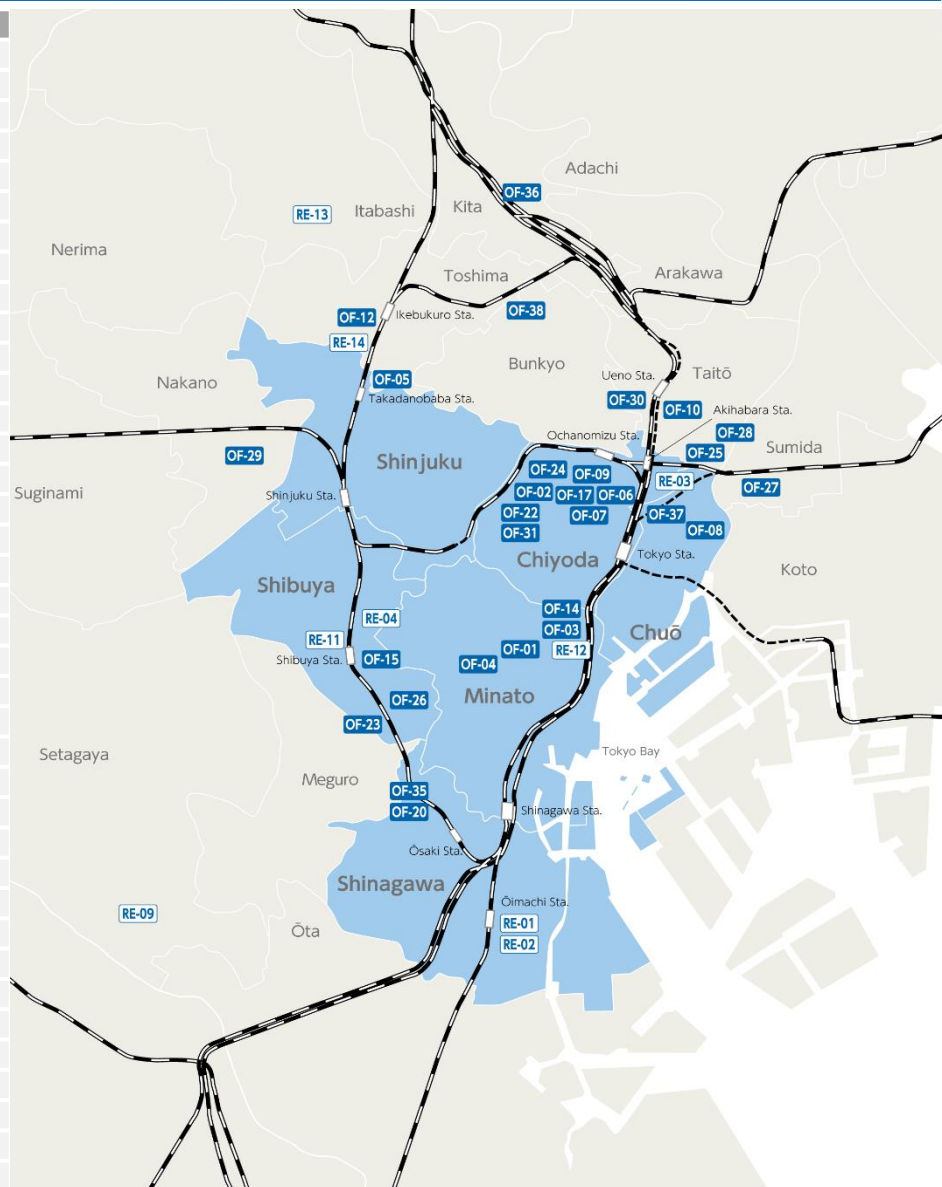 Adachi
OF-36
Kita
Itabashi
RE-13
Nerima
Arakawa
Toshima
OF-12
Ikebukuro Sta.
OF-38
RE-14
Bunkyo
Ueno Sta.
Taitō
Nakano
OF-05
Takadanobaba Sta.
OF-30
OF-10
Akihabara Sta.
Ochanomizu Sta.
OF-28
Sumida
OF-29
Shinjuku
OF-25
OF-24
OF-09
RE-03
OF-27
Suginami
Shinjuku Sta.
OF-02
OF-17
OF-06
OF-22
OF-07
OF-37
OF-31
OF-08
Chiyoda
Tokyo Sta.
Koto
Shibuya
OF-14
RE-04
OF-03
Chuō
RE-11
OF-01
RE-12
Shibuya Sta.
OF-15
OF-04
Minato
OF-26
OF-23
Setagaya
Tokyo Bay
Meguro
OF-35
OF-20
Shinagawa Sta.
Ōsaki Sta.
Shinagawa
Ōimachi Sta.
RE-09
Ōta
RE-01
RE-02